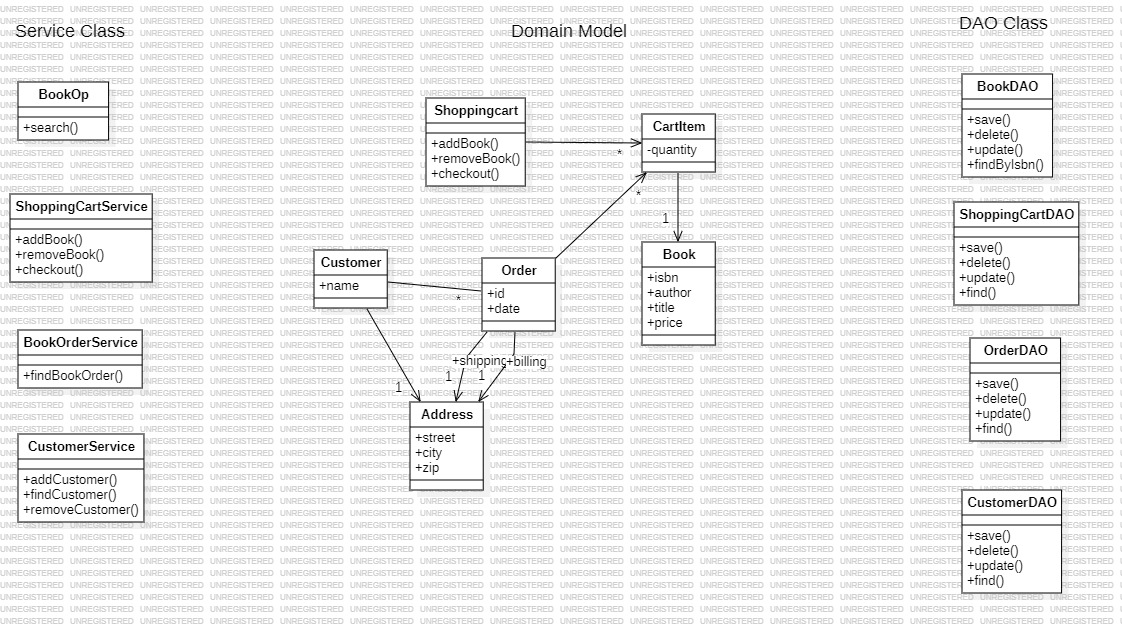 Service Class
Domain Model
DAO Class
BookOp
+search()
ShoppingCartService
+addBook()
+removeBook()
+checkout()
BookOrderService
+findBookOrder()
CustomerService
+addCustomer()
+findCustomer()
+removeCustomer()
Shoppingcart
+addBook()
+removeBook()
+checkout()
*
CartItem
-quantity
*
1
Customer
+name
*
Order
+id
+date
Book
+isbn
+author
+title
+price
+shipping
+billing
1
1
1
Address
+street
+city
+zip
BookDAO
+save()
+delete()
+update()
+findByIsbn()
ShoppingCartDAO
+save()
+delete()
+update()
+find()
OrderDAO
+save()
+delete()
+update()
+find()
CustomerDAO
+save()
+delete()
+update()
+find()
UNREGISTERED